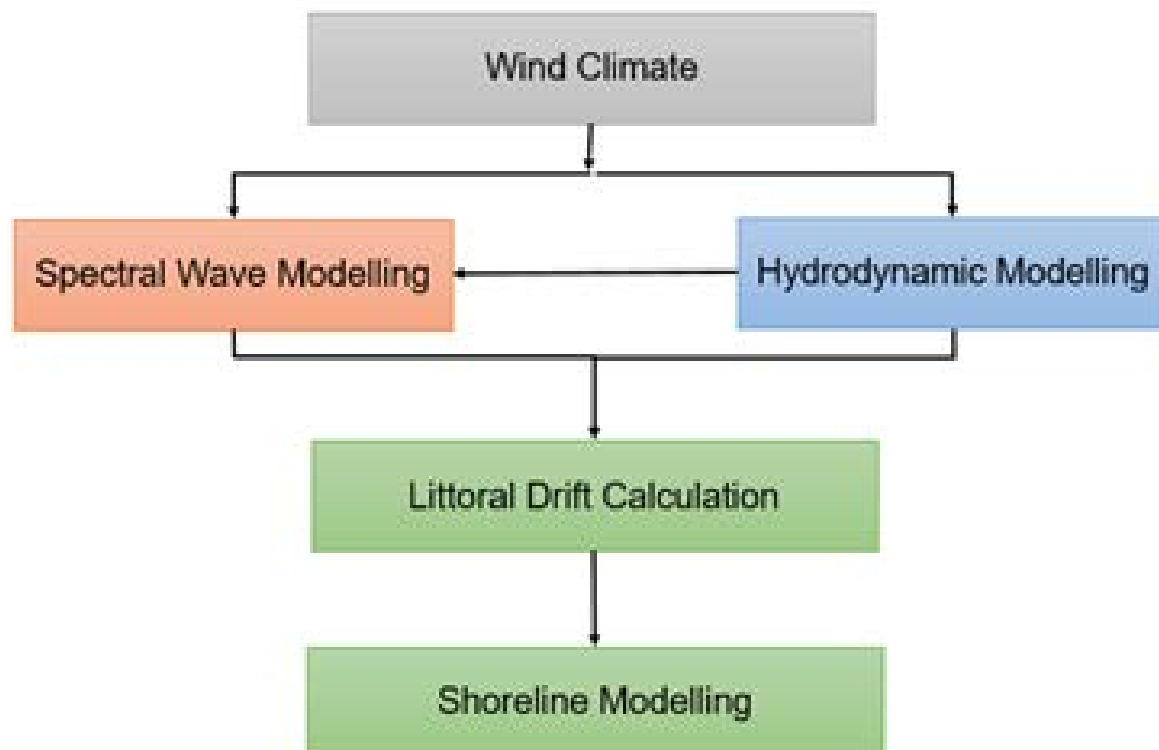 Wind Climate
Spectral Wave Modelling
Hydrodynamic Modelling
Littoral Drift Calculation
Shoreline Modelling